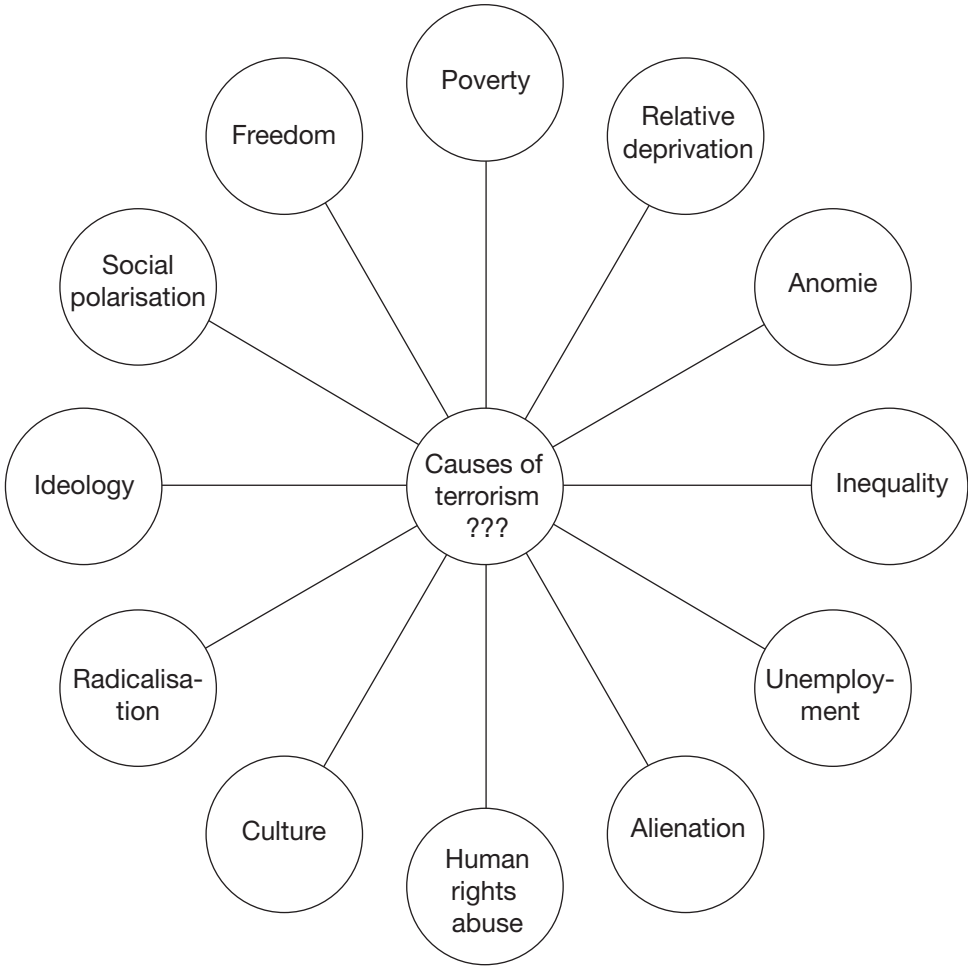 Poverty
Relative
deprivation
Anomie
Inequality
Unemploy-
ment
Alienation
Human
rights
abuse
Culture
Radicalisa-
tion
Ideology
Social
polarisation
Freedom
Causes of
terrorism
???